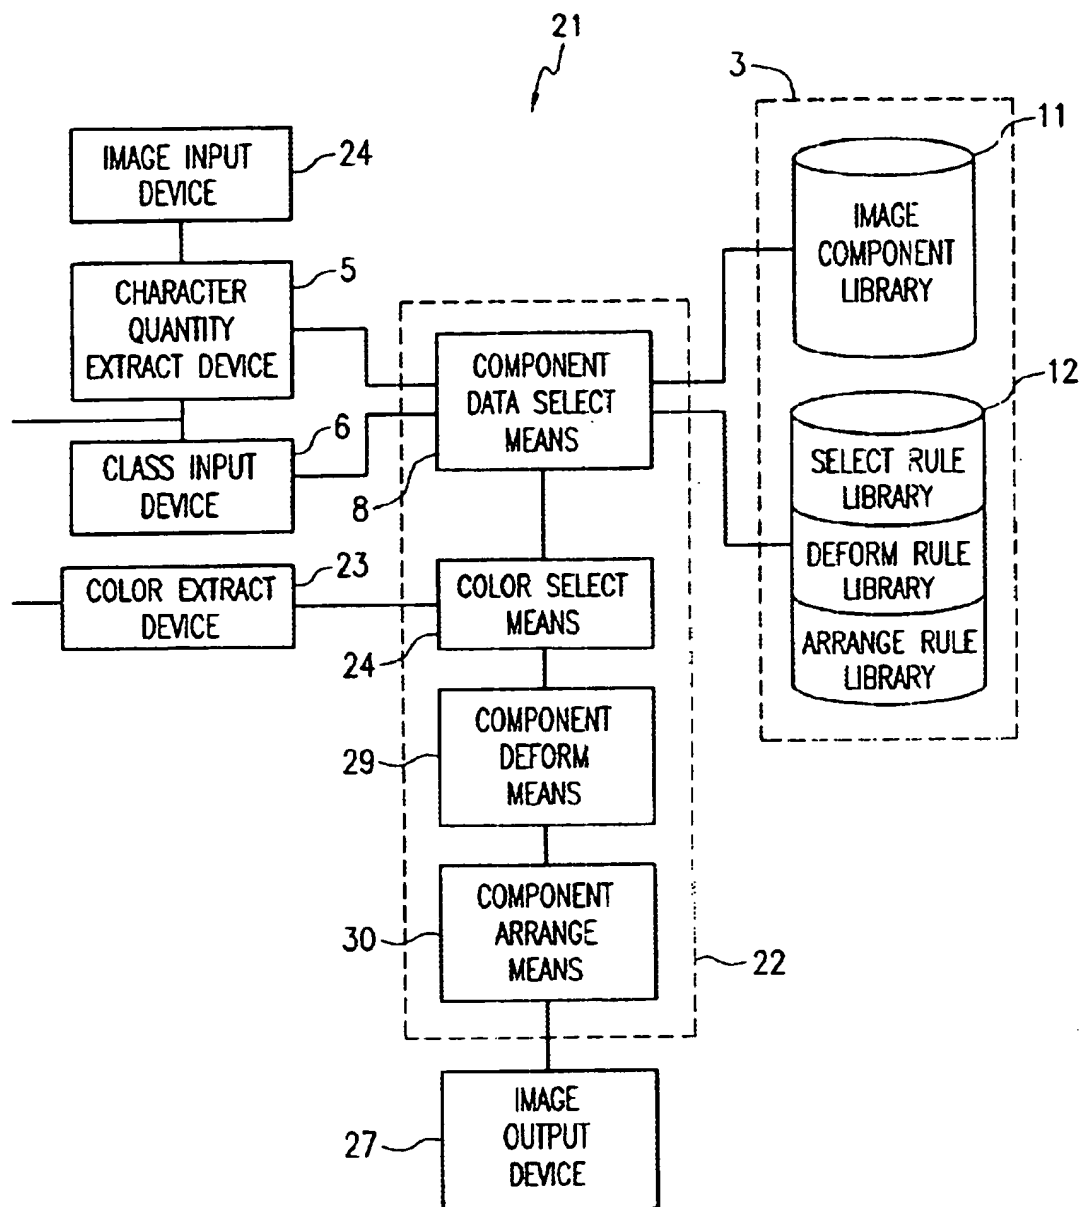 21
3
11
IMAGE INPUT
DEVICE
24
IMAGE
COMPONENT
LIBRARY
5
CHARACTER
QUANTITY
EXTRACT DEVICE
COMPONENT
DATA SELECT
MEANS
8
12
6
CLASS INPUT
DEVICE
SELECT RULE
LIBRARY
DEFORM RULE
LIBRARY
ARRANGE RULE
LIBRARY
23
COLOR EXTRACT
DEVICE
COLOR SELECT
MEANS
24
COMPONENT
DEFORM
MEANS
29
COMPONENT
ARRANGE
MEANS
30
22
IMAGE
OUTPUT
DEVICE
27